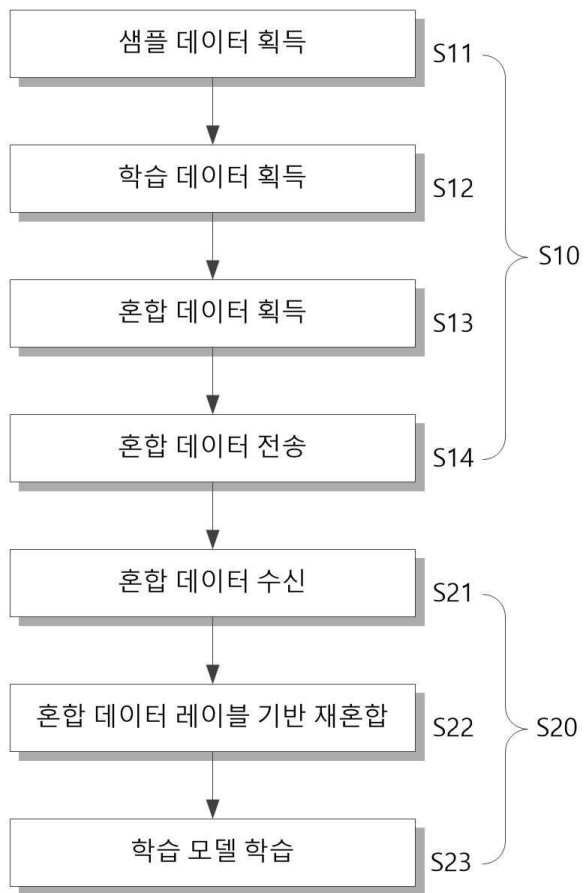 샘플 데이터 획득
S11
학습 데이터 획득
S12
S10
혼합 데이터 획득
S13
혼합 데이터 전송
S14
혼합 데이터 수신
S21
혼합 데이터 레이블 기반 재혼합
S22
S20
학습 모델 학습
S23